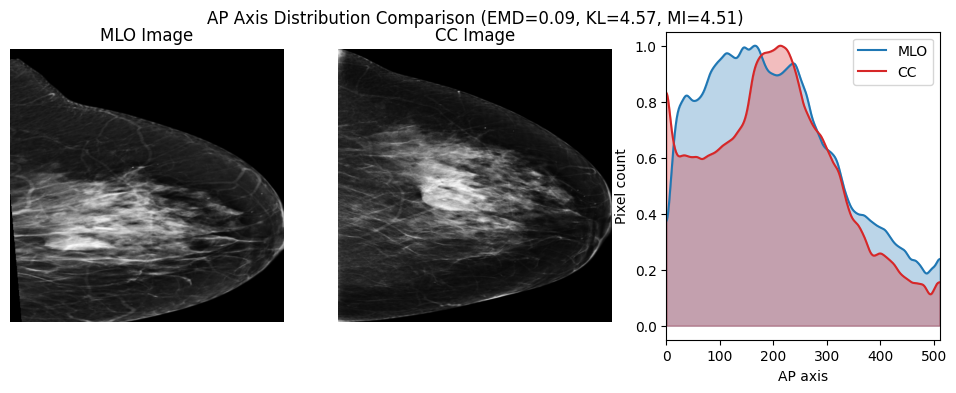 AP Axis Distribution Comparison (EMD=0.09, KL=4.57, MI=4.51)
MLO Image
CC Image
MLO
CC
Pixel count
1.0
0.8
0.6
0.4
0.2
0.0
0 100 200 300 400 500
AP axis